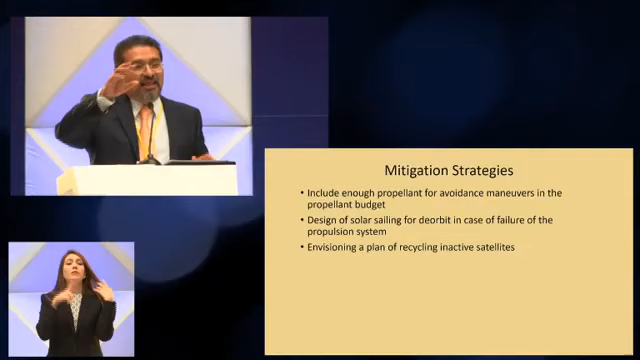 Mitigation Strategies
• Include enough propellant for avoidance maneuvers in the
propellant budget
• Design of solar sailing for deorbit in case of failure of the
propulsion system
• Envisioning a plan of recycling inactive satellites